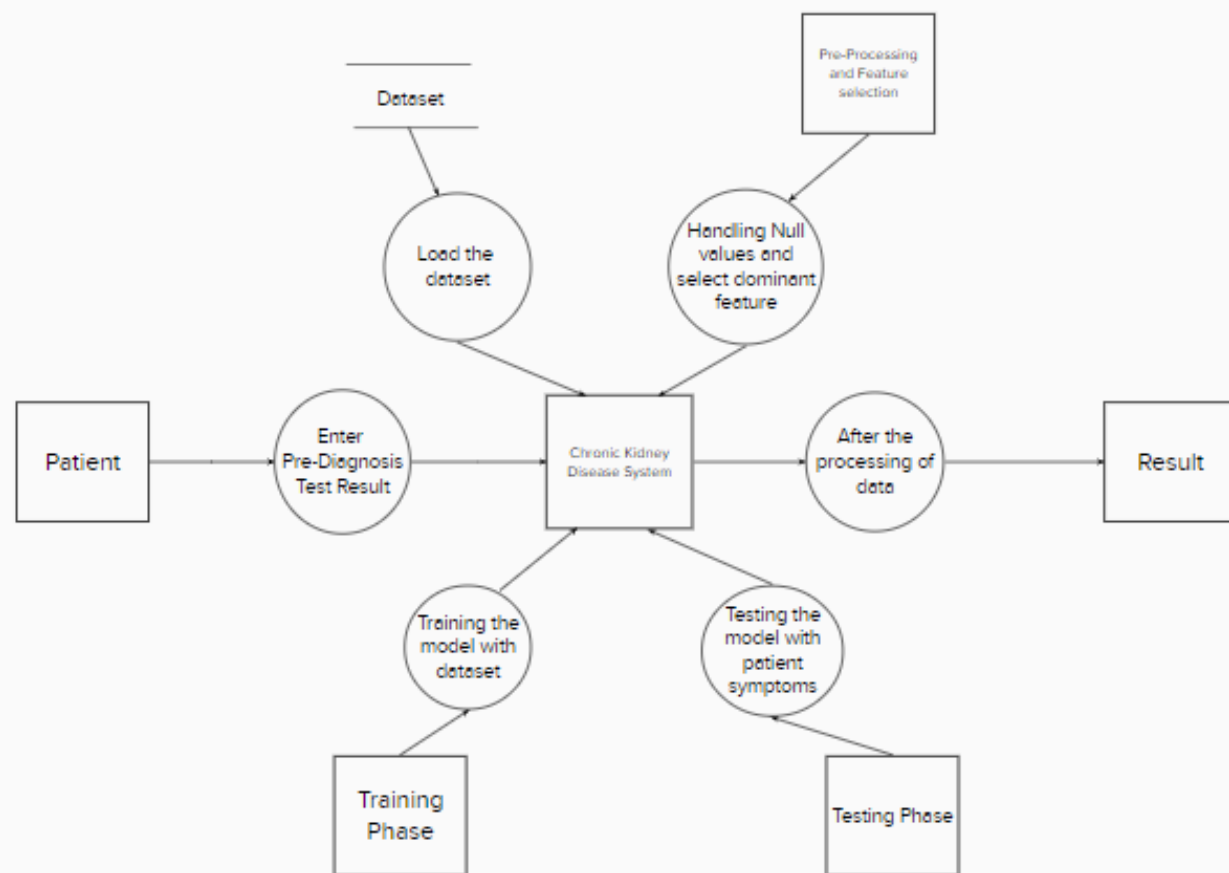 Pre-Processing
and Feature
selection
Dataset
Load the
dataset
Handling Null
values and
select dominant
feature
Patient
Enter
Pre-Diagnosis
Test Result
Chronic Kidney
Disease System
After the
processing of
data
Result
Training the
model with
dataset
Testing the
model with
patient
symptoms
Training
Phase
Testing Phase